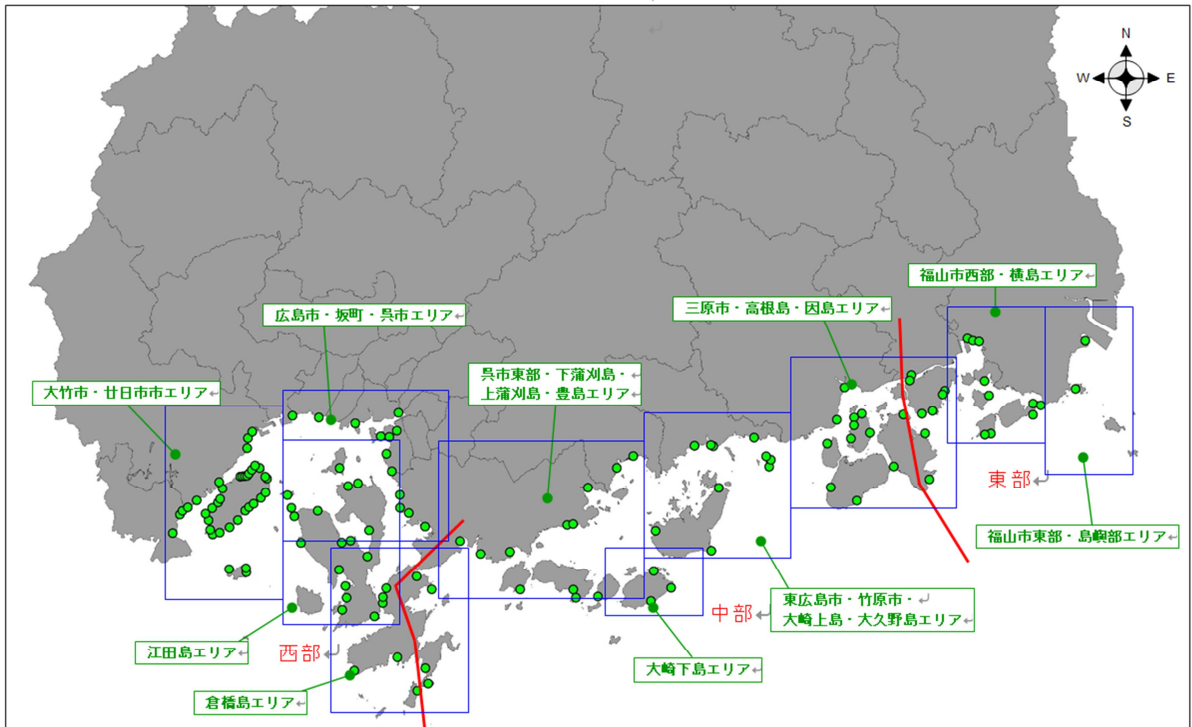 N
W E
S
福山市西部・横島エリア
三原市・高根島・因島エリア
広島市・坂町・呉市エリア
呉市東部・下蒲刈島・
上蒲刈島・豊島エリア
大竹市・廿日市市エリア
東部
福山市東部・島嶼部エリア
東広島市・竹原市・
大崎上島・大久野島エリア
中部
江田島エリア
西部
大崎下島エリア
倉橋島エリア